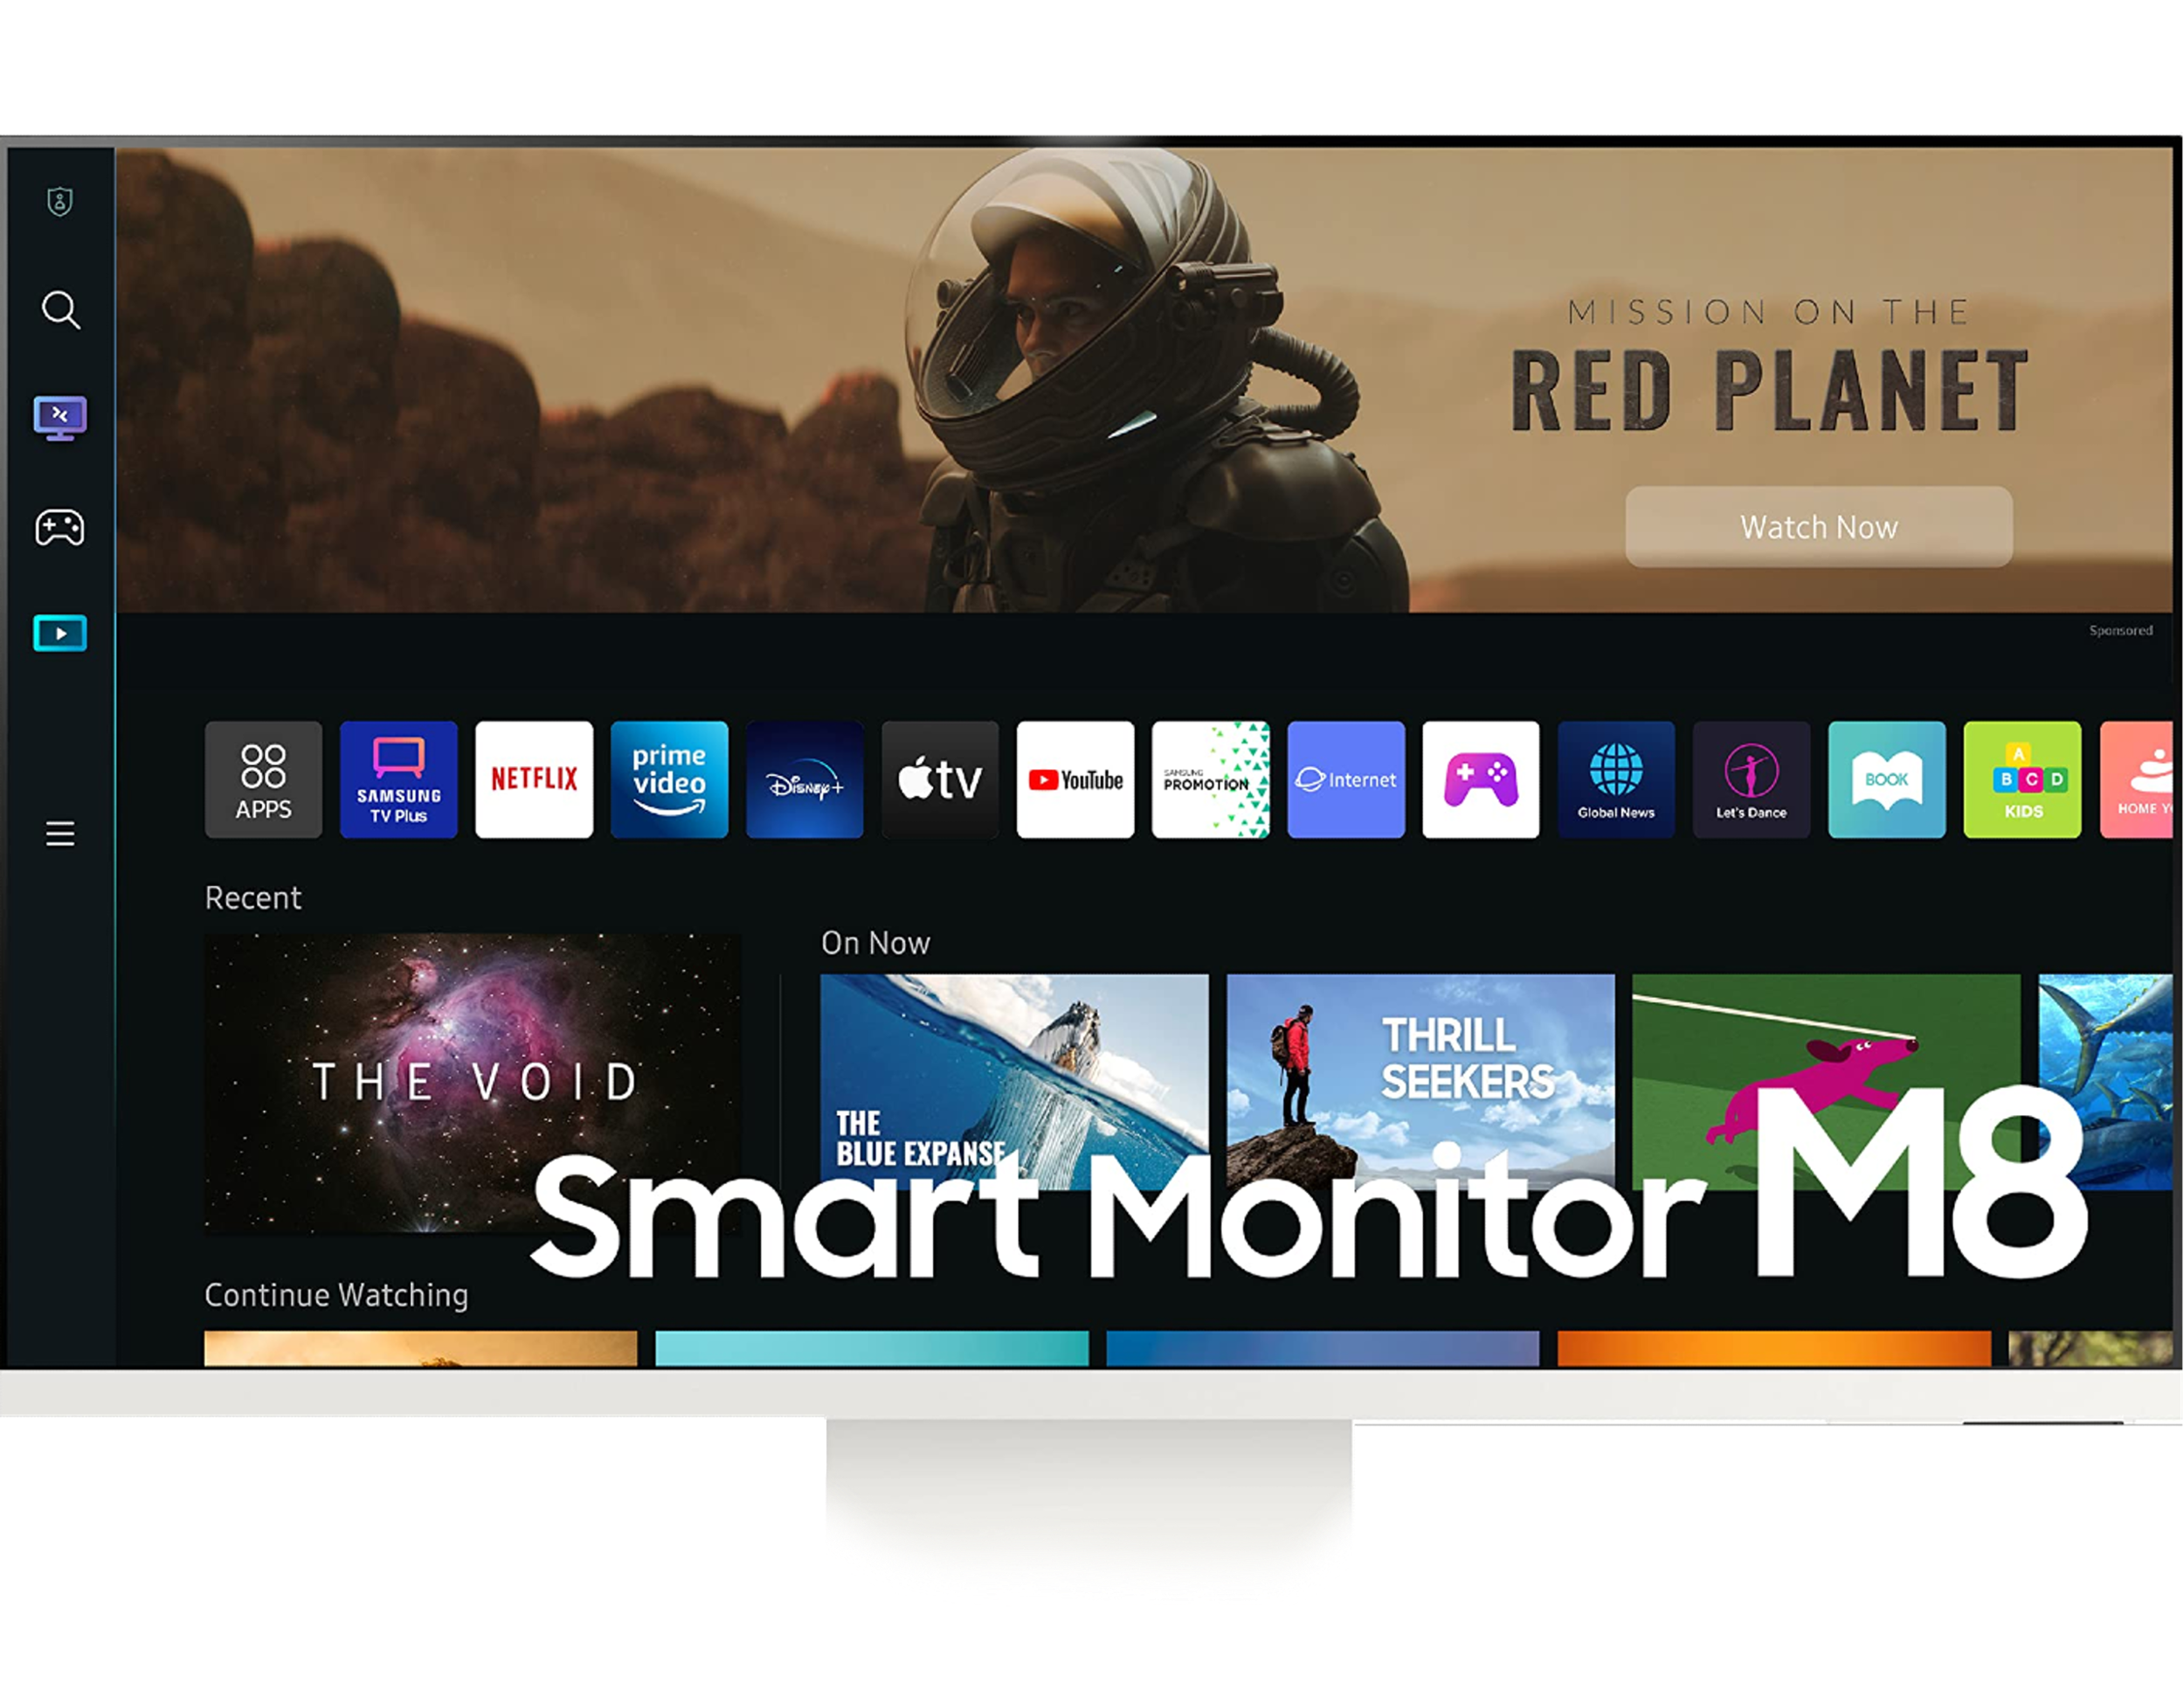 MISSION ON THE
RED PLANET
Watch Now
Sponsored
APPS
SAMSUNG
TV Plus
NETFLIX
prime
video
Disney+
tv
YouTube
SAMSUNG
PROMOTION
Internet
Global News
Let's Dance
BOOK
A
B C D
KIDS
HOME
Recent
On Now
THE VOID
THE
BLUE EXPANSE
THRILL
SEEKERS
Smart Monitor M8
Continue Watching